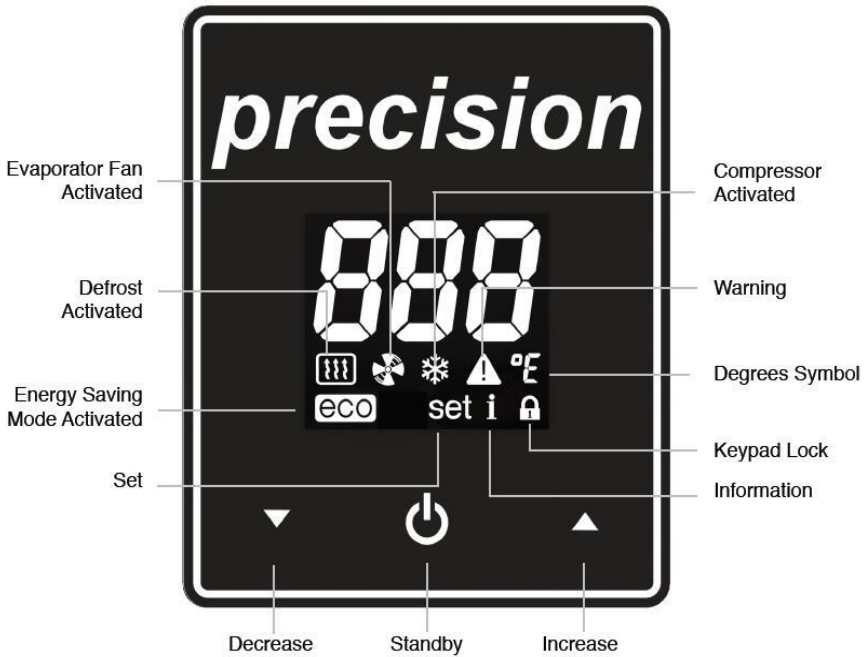 precision
Evaporator Fan
Activated
Compressor
Activated
888
Defrost
Activated
Warning
°E
Degrees Symbol
Energy Saving
Mode Activated
eco
set i
Keypad Lock
Set
Information
Decrease
Standby
Increase